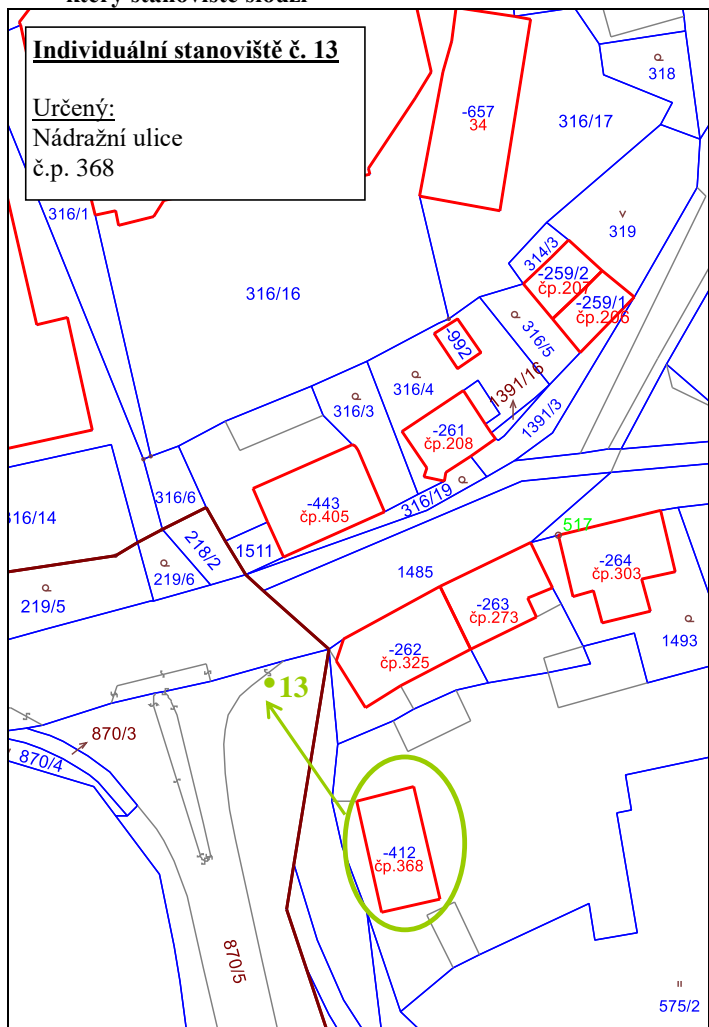 který stanoviště slouží
Individuální stanoviště č. 13
Určený:
Nádražní ulice
č.p. 368
318
-657
34
316/17
316/1
319
314/3
316/16
-259/2
čp.207
-259/1
čp.206
316/5
-992
1391/16
316/4
316/3
1391/3
-261
čp.208
316/6
-443
čp.405
316/19
316/14
517
218/2
1511
-264
čp.303
219/6
1485
219/5
-263
čp.273
-262
čp.325
1493
13
870/3
870/4
-412
čp.368
870/5
575/2